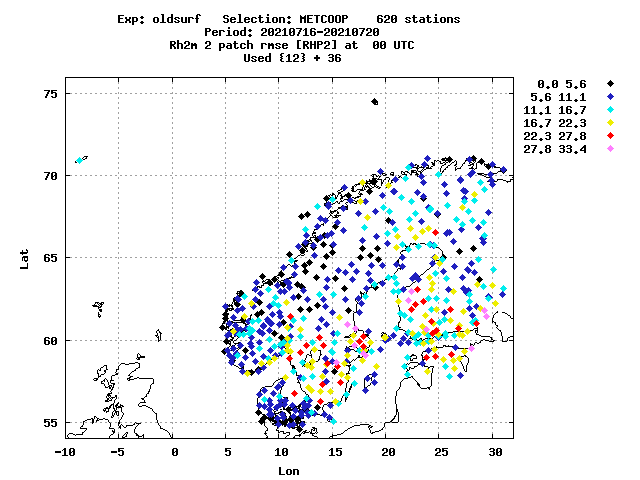 Exp: oldsurf   Selection: METCOOP    620 stations
Period: 20210716-20210720
Rh2m 2 patch rmse [RHP2] at  00 UTC
Used {12} + 36
0.0 5.6
5.6 11.1
11.1 16.7
16.7 22.3
22.3 27.8
27.8 33.4
75
70
65
60
55
Lat
-10 -5 0 5 10 15 20 25 30
Lon